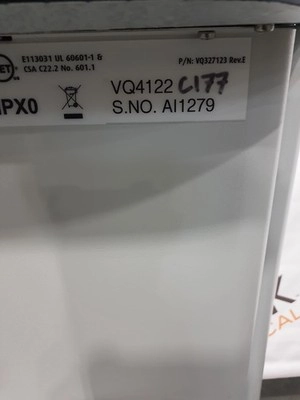 E113031 UL 60601-1 &
CSA C22.2 No. 601.1
P/N: VQ327123 Rev.E
IPX0
VQ4122 C177
S.NO. AI1279